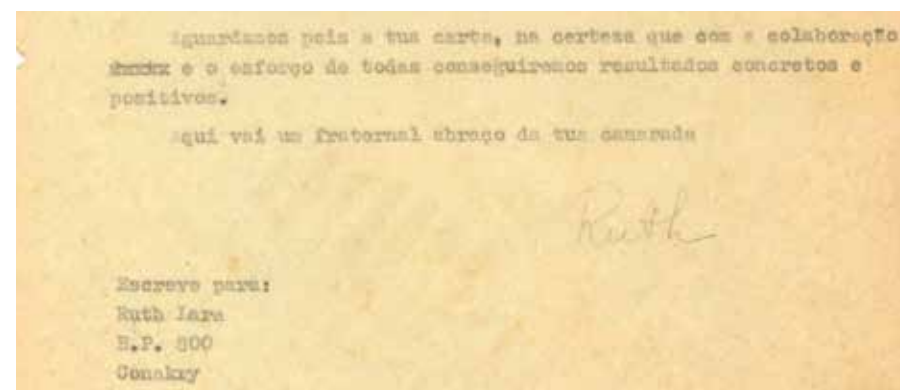 Aguardamos pois a tua carta, na certeza que com a colaboração
e o esforço de todas conseguiremos resultados concretos e
positivos.
Aqui vai um fraternal abraço da tua camarada
Ruth
Escreve para:
Ruth Lara
B.P. 800
Conakry